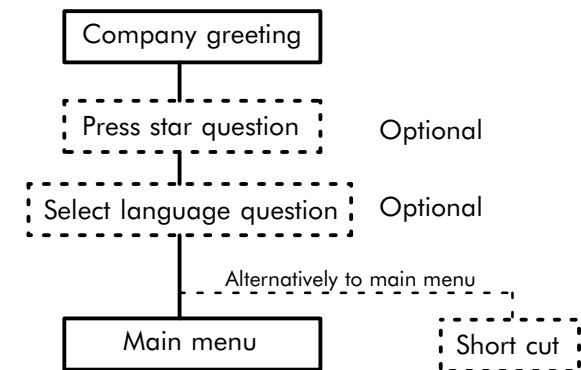 Company greeting
Press star question
Optional
Select language question
Optional
Alternatively to main menu
Main menu
Short cut